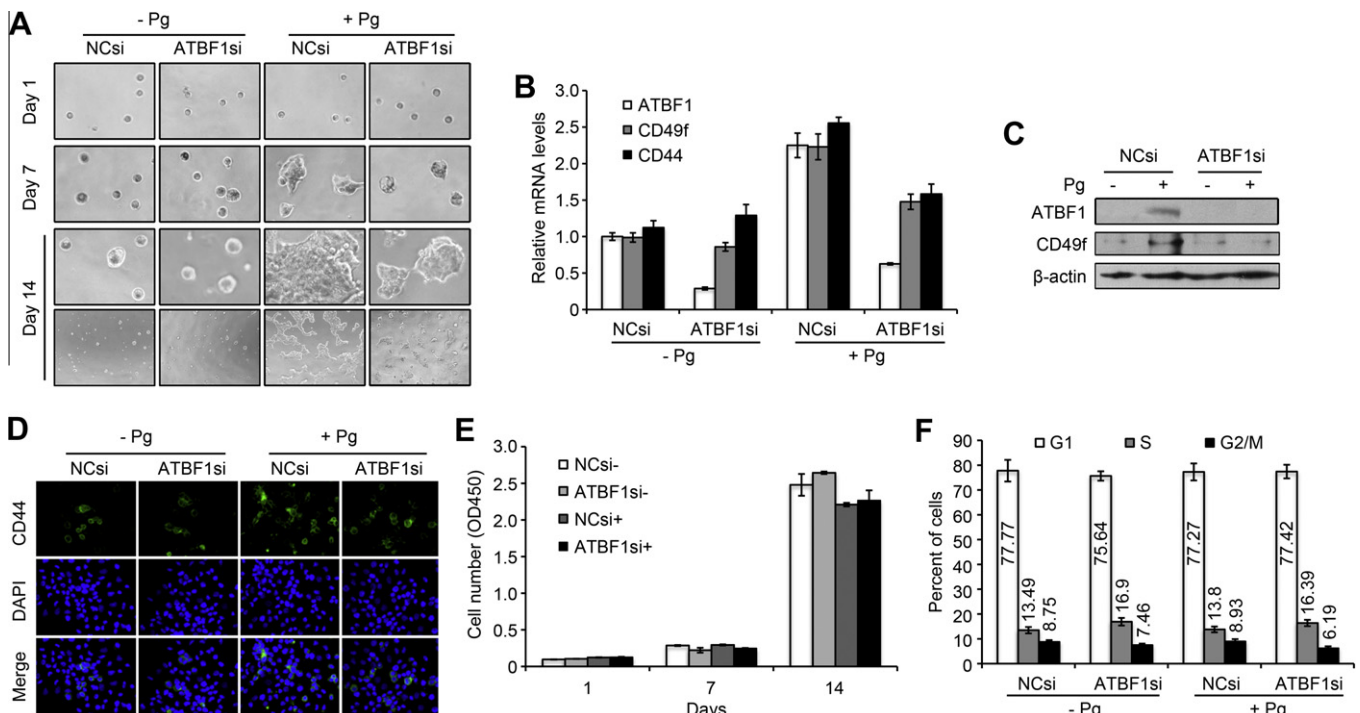 A
- Pg + Pg
NCsi ATBF1si NCsi ATBF1si
Day 1
Day 7
Day 14
B
Relative mRNA levels
3.0
2.5
2.0
1.5
1.0
0.5
0
ATBF1
CD49f
CD44
NCsi ATBF1si NCsi ATBF1si
- Pg + Pg
C
NCsi ATBF1si
Pg - + - +
ATBF1
CD49f
β-actin
D
- Pg + Pg
NCsi ATBF1si NCsi ATBF1si
CD44
DAPI
Merge
E
Cell number (OD450)
3.0
2.5
2.0
1.5
1.0
0.5
0
NCsi-
ATBF1si-
NCsi+
ATBF1si+
1 7 14
Days
F
Percent of cells
90
80
70
60
50
40
30
20
10
0
G1 S G2/M
77.77 13.49 8.75 75.64 16.9 7.46 77.27 13.8 8.93 77.42 16.39 6.19
NCsi ATBF1si NCsi ATBF1si
- Pg + Pg